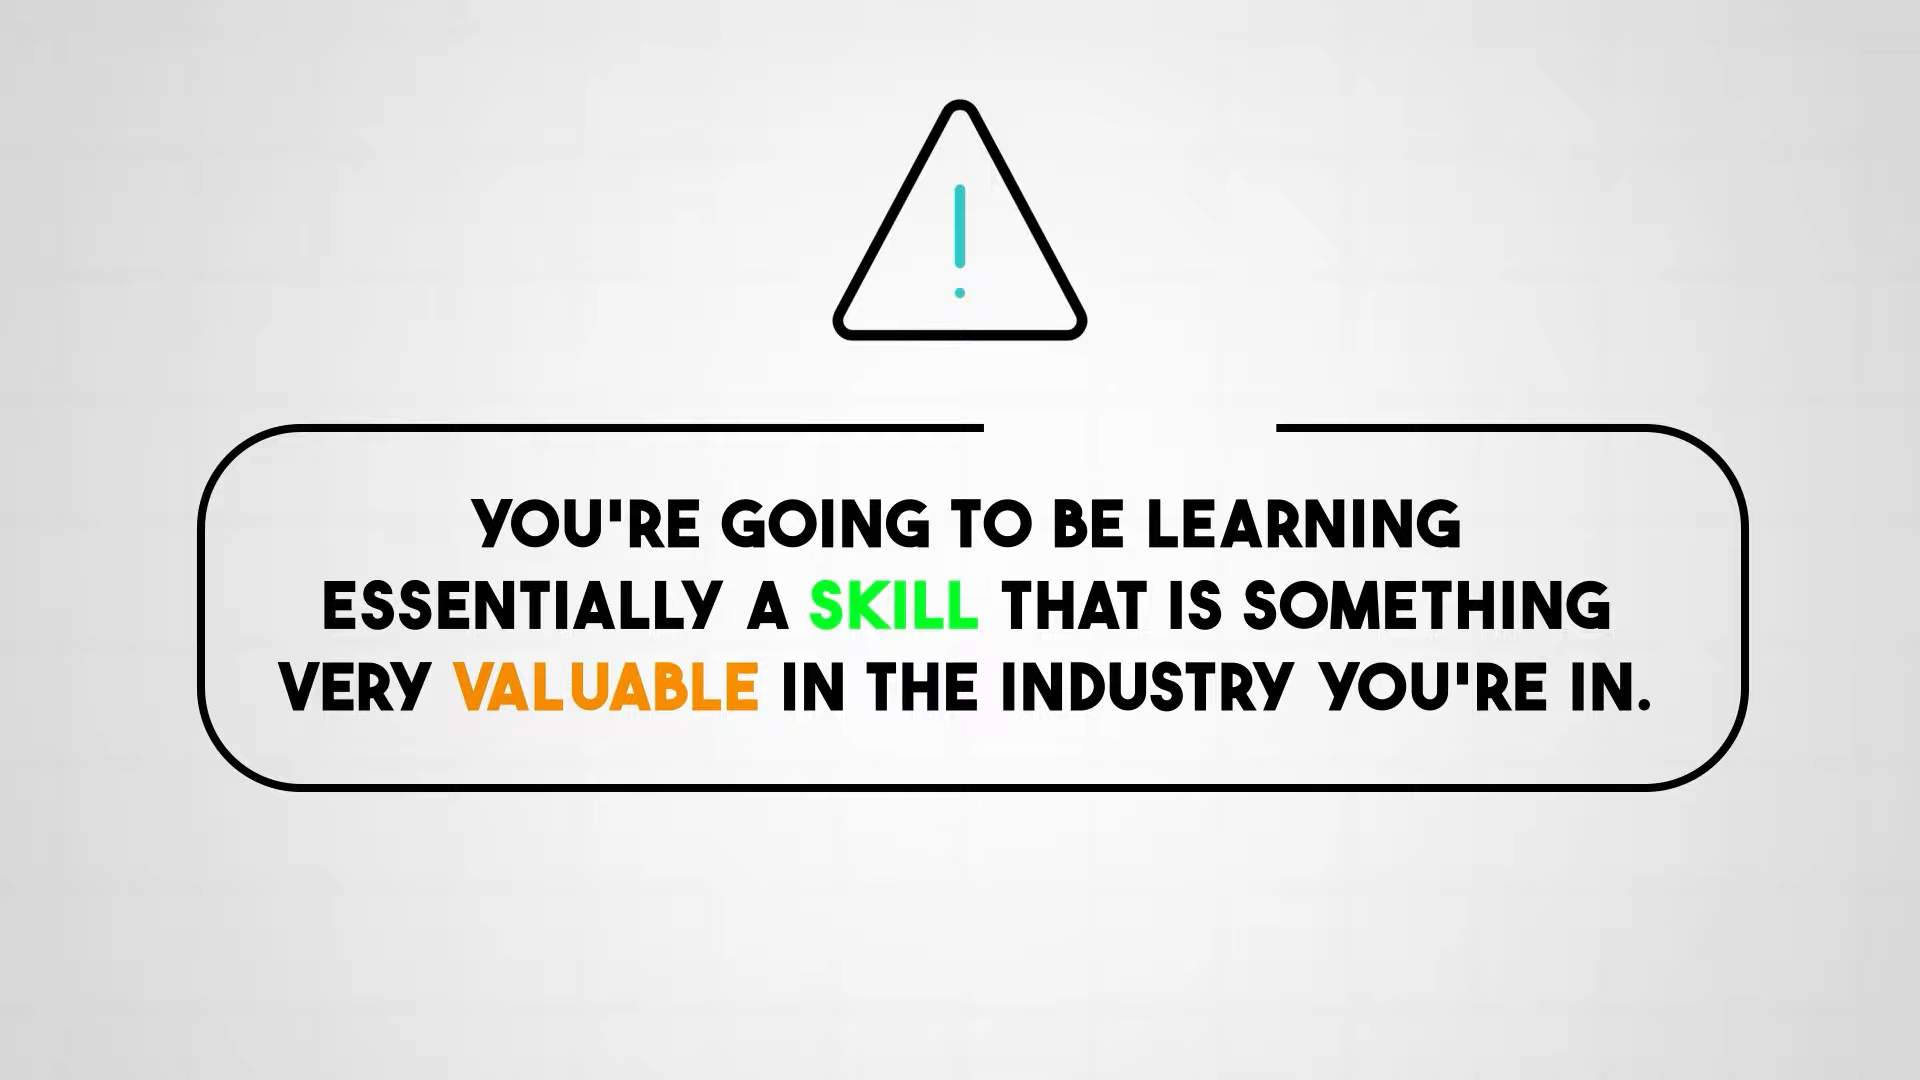 YOU'RE GOING TO BE LEARNING
ESSENTIALLY A SKILL THAT IS SOMETHING
VERY VALUABLE IN THE INDUSTRY YOU'RE IN.